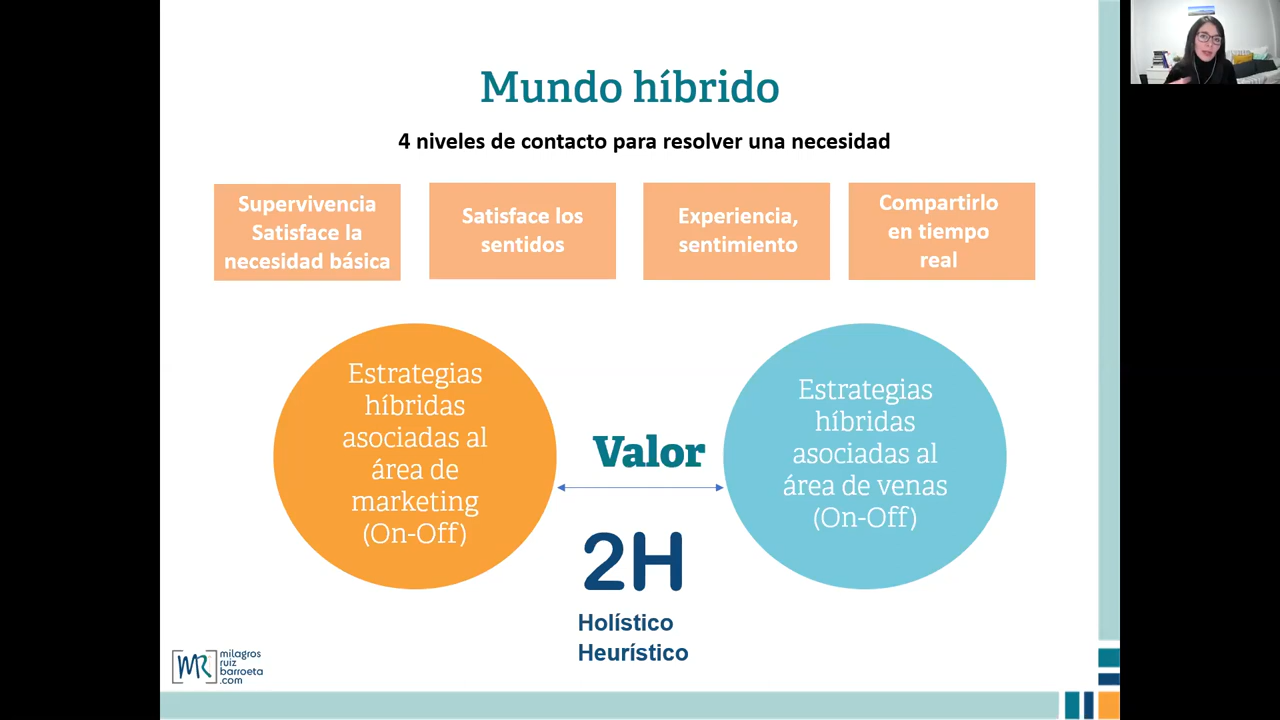 Mundo híbrido
4 niveles de contacto para resolver una necesidad
Supervivencia
Satisface la
necesidad básica
Satisface los
sentidos
Experiencia,
sentimiento
Compartirlo
en tiempo
real
Estrategias
híbridas
asociadas al
área de
marketing
(On-Off)
Valor
2H
Holístico
Heurístico
Estrategias
híbridas
asociadas al
área de venas
(On-Off)
MR
milagros
ruiz
barroeta
.com